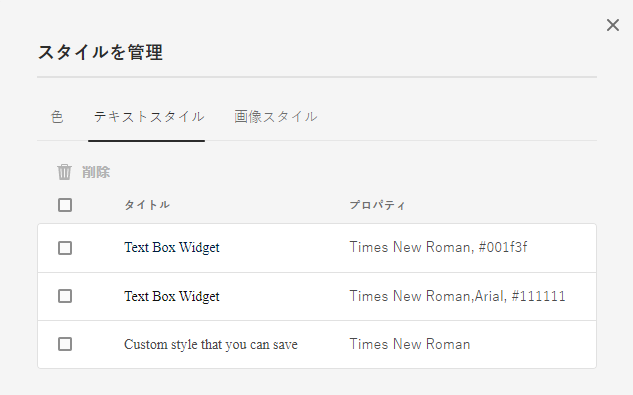 スタイルを管理
色 テキストスタイル 画像スタイル
削除
タイトル プロパティ
Text Box Widget Times New Roman, #001f3f
Text Box Widget Times New Roman,Arial, #111111
Custom style that you can save Times New Roman